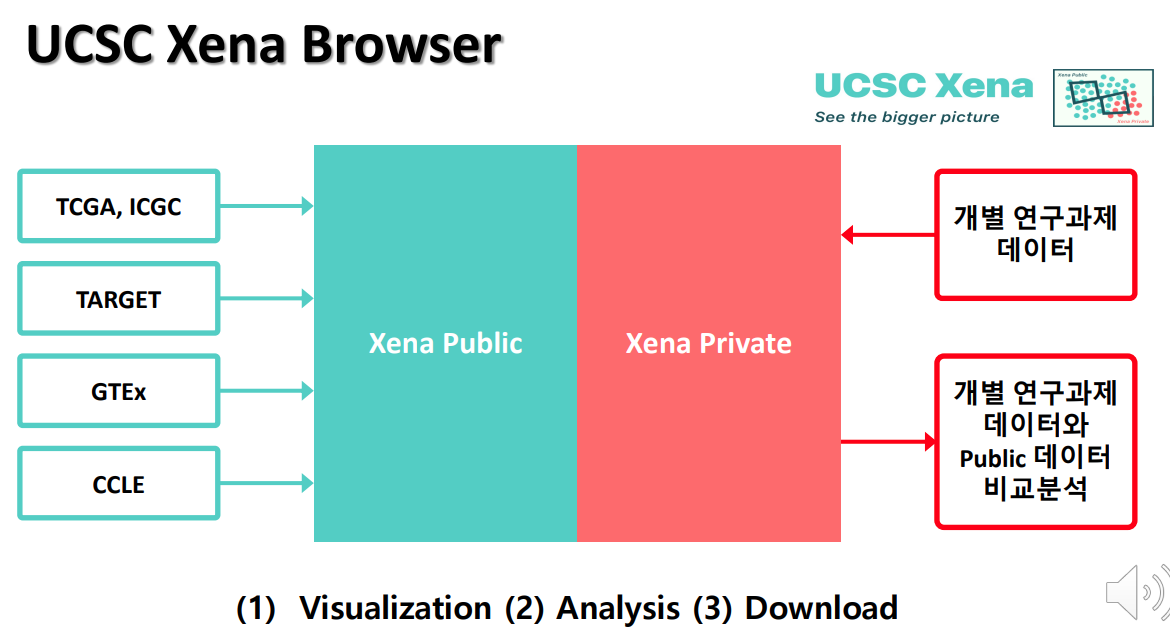 UCSC Xena Browser
UCSC Xena
See the bigger picture
Xena Public
Xena Private
TCGA, ICGC
TARGET
GTEx
CCLE
Xena Public
Xena Private
개별 연구과제
데이터
개별 연구과제
데이터와
Public 데이터
비교분석
(1) Visualization (2) Analysis (3) Download